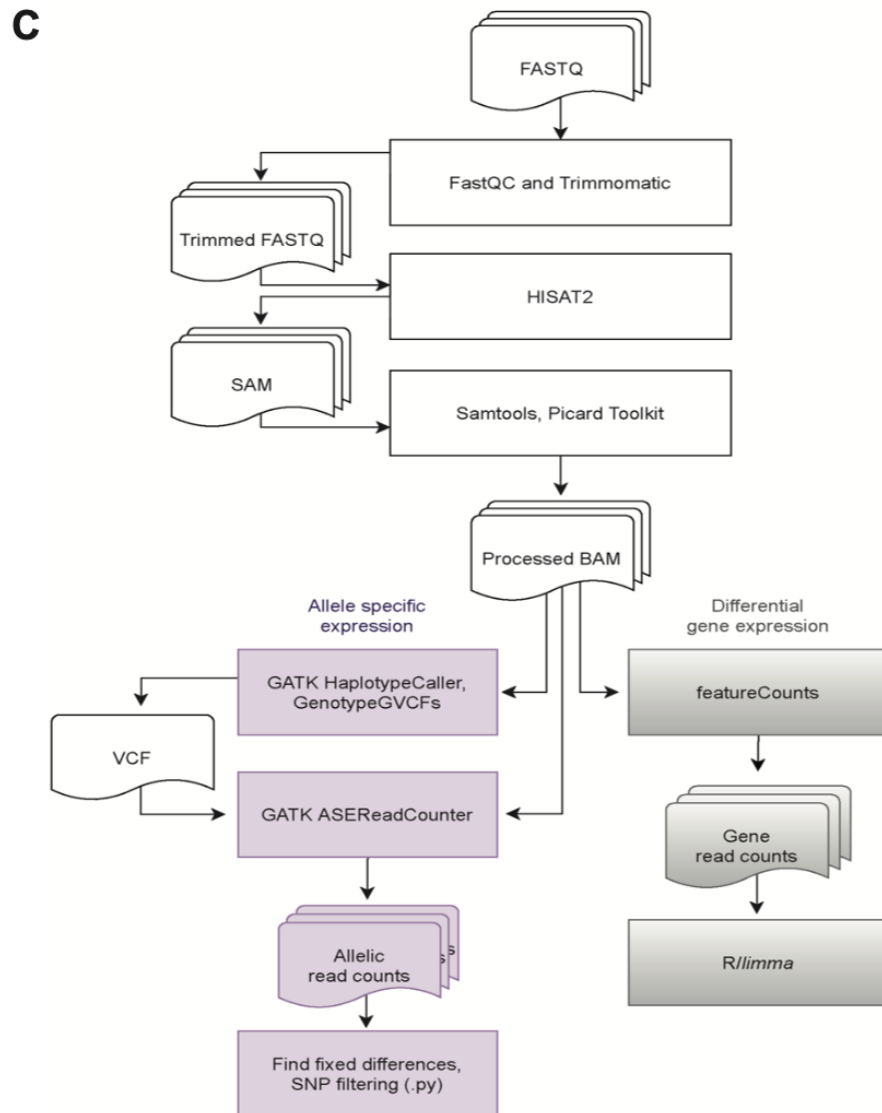 C
FASTQ
FastQC and Trimmomatic
Trimmed FASTQ
HISAT2
SAM
Samtools, Picard Toolkit
Processed BAM
Allele specific
expression
Differential
gene expression
GATK HaplotypeCaller,
GenotypeGVCFs
featureCounts
VCF
GATK ASEReadCounter
Gene
read counts
Allelic
read counts
R/limma
Find fixed differences,
SNP filtering (.py)